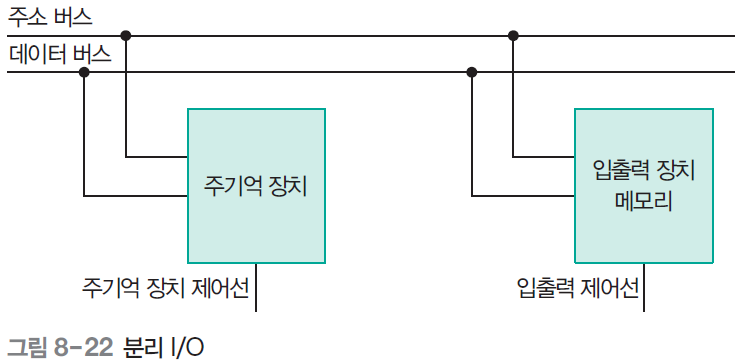 주소 버스
데이터 버스
주기억 장치
입출력 장치
메모리
주기억 장치 제어선
입출력 제어선
그림 8-22 분리 I/O